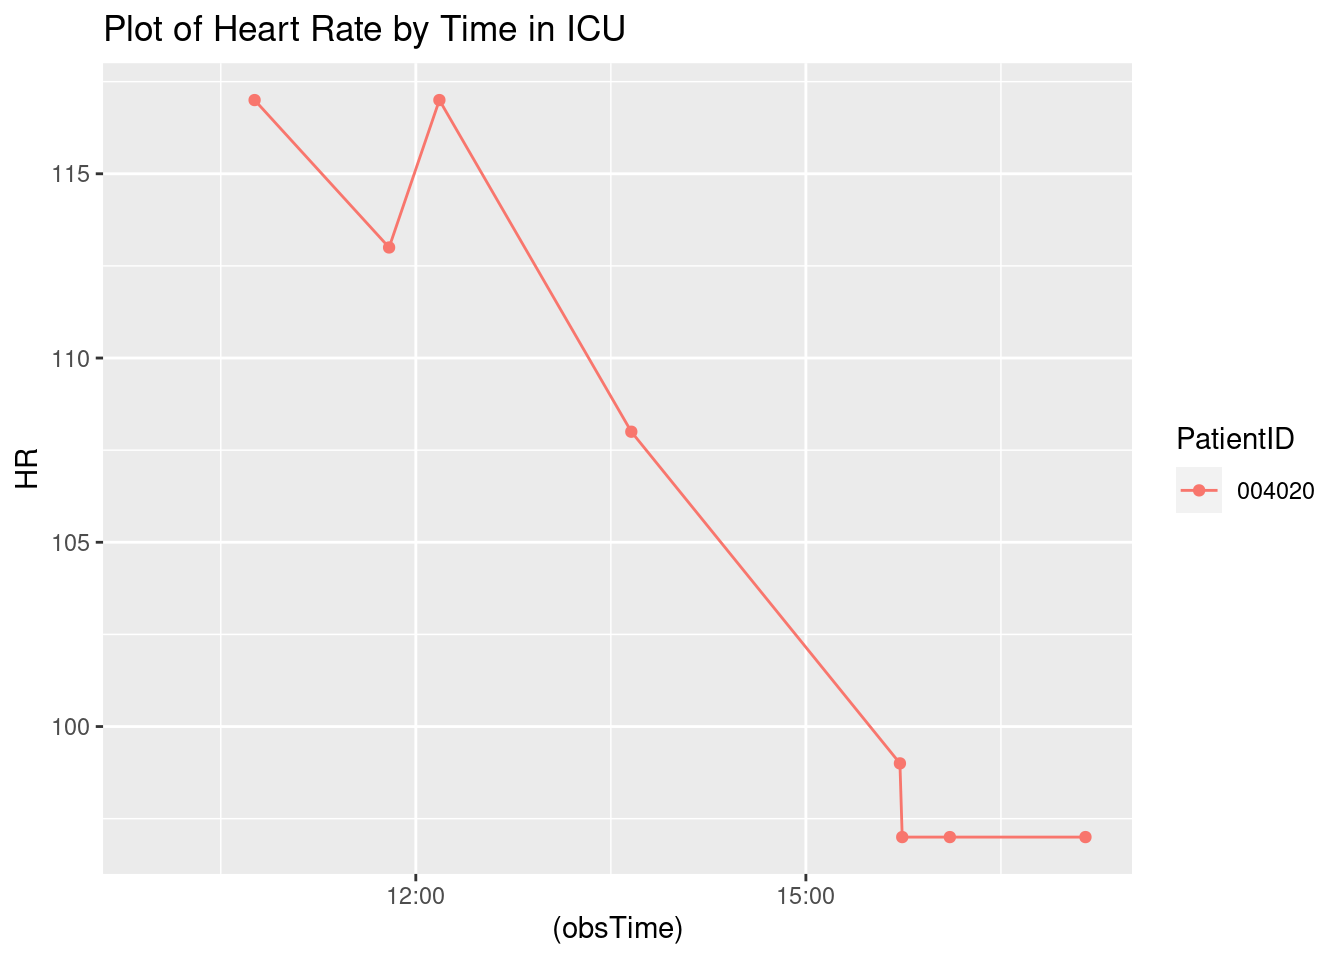 Plot of Heart Rate by Time in ICU
115
110
105
100
HR
12:00
15:00
(obsTime)
PatientID
004020